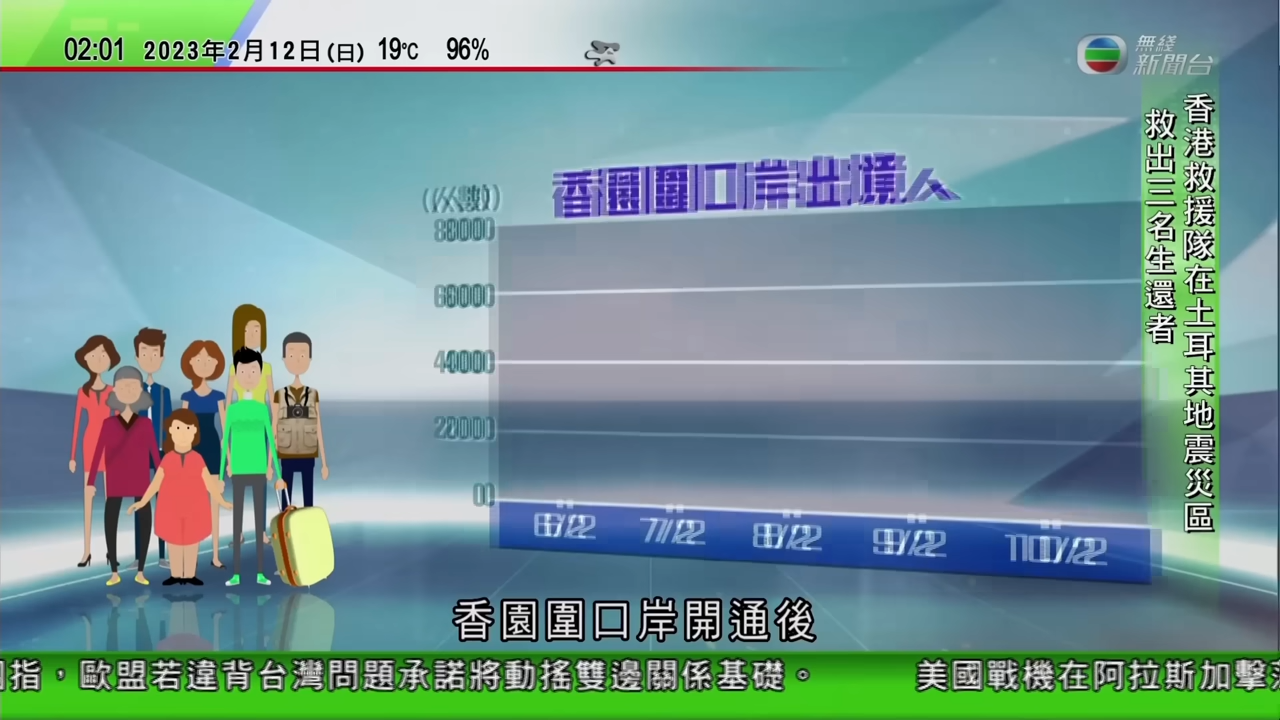 02:01 2023年2月12日(日) 19℃ 96%
無綫
新聞台
香港救援隊在土耳其地震災區
救出三名生還者
香園圍口岸出境人
(人數)
80000
60000
40000
20000
0
6/2
7/2
8/2
9/2
10/2
香園圍口岸開通後
指，歐盟若違背台灣問題承諾將動搖雙邊關係基礎。 美國戰機在阿拉斯加擊